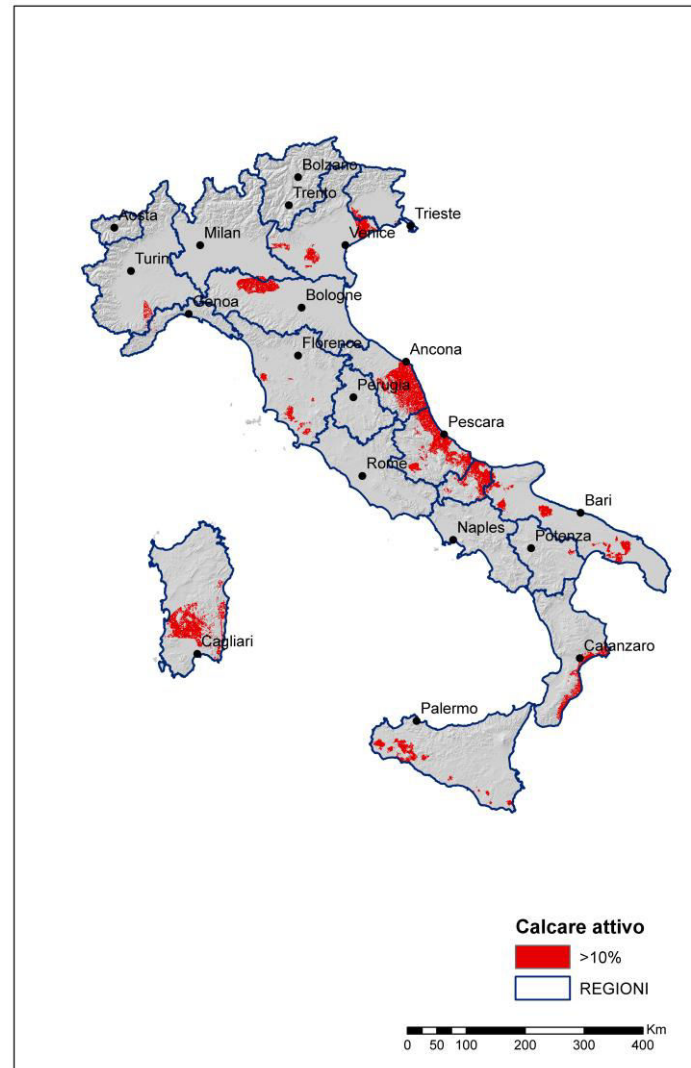 Bolzano
Trento
Aosta
Milan
Venice
Trieste
Turin
Genoa
Bologne
Florence
Ancona
Perugia
Pescara
Rome
Bari
Naples
Potenza
Cagliari
Catanzaro
Palermo
Calcare attivo
>10%
REGIONI
Km
0 50 100 200 300 400